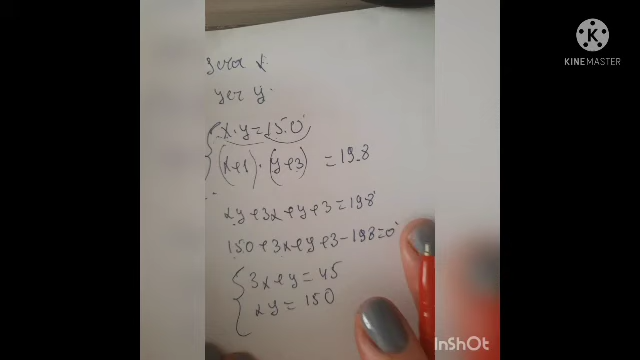 x
y
x·y=150
(x+1)·(y+3)=198
xy+3x+y+3=198
150+3x+y+3-198=0
3x+y=45
xy=150
KINEMASTER
InShOt